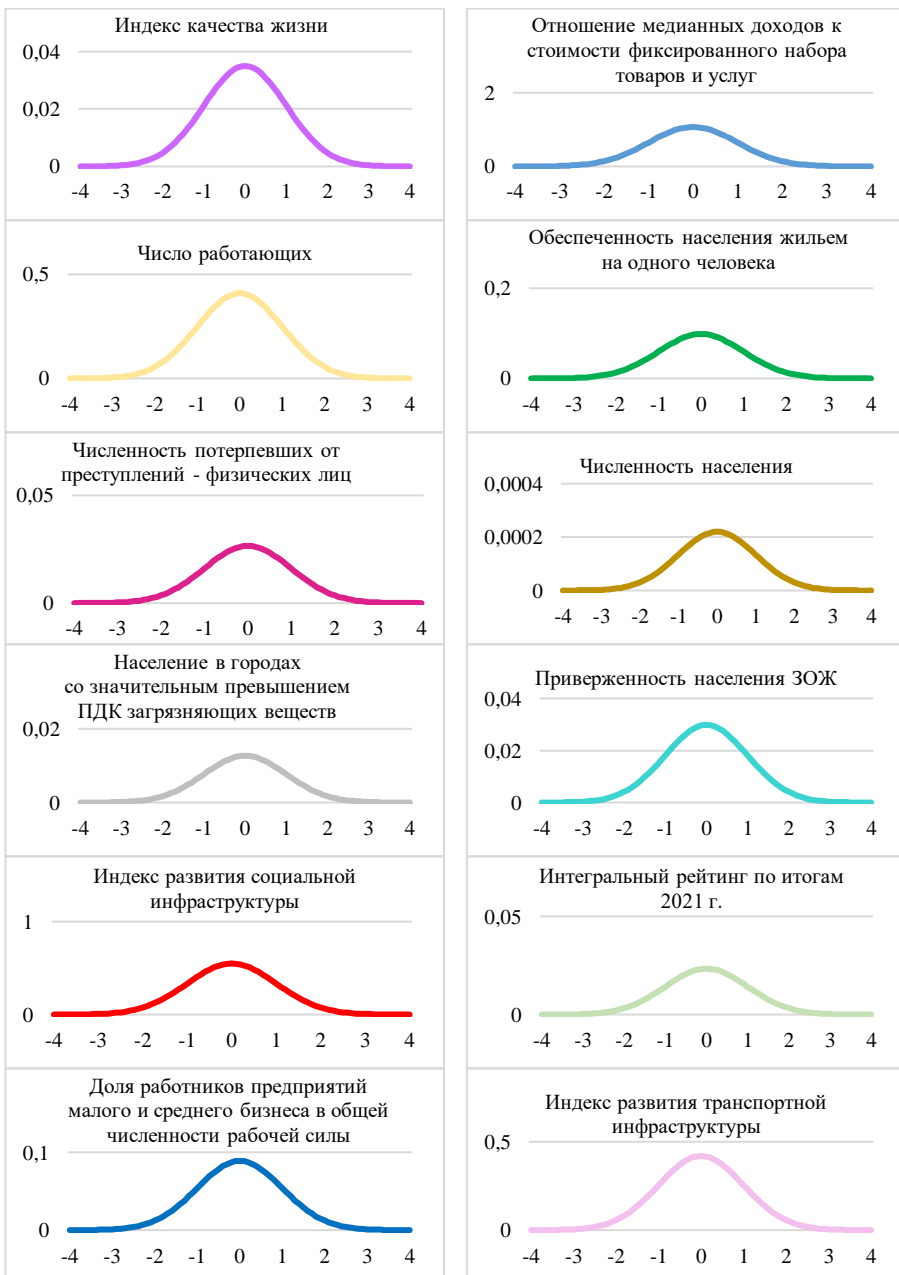 Индекс качества жизни
0,04
0,02
0
-4 -3 -2 -1 0 1 2 3 4
Отношение медианных доходов к
стоимости фиксированного набора
товаров и услуг
2
0
-4 -3 -2 -1 0 1 2 3 4
Число работающих
0,5
0
-4 -3 -2 -1 0 1 2 3 4
Обеспеченность населения жильем
на одного человека
0,2
0
-4 -3 -2 -1 0 1 2 3 4
Численность потерпевших от
преступлений - физических лиц
0,05
0
-4 -3 -2 -1 0 1 2 3 4
Численность населения
0,0004
0,0002
0
-4 -3 -2 -1 0 1 2 3 4
Население в городах
со значительным превышением
ПДК загрязняющих веществ
0,02
0
-4 -3 -2 -1 0 1 2 3 4
Приверженность населения ЗОЖ
0,04
0,02
0
-4 -3 -2 -1 0 1 2 3 4
Индекс развития социальной
инфраструктуры
1
0
-4 -3 -2 -1 0 1 2 3 4
Интегральный рейтинг по итогам
2021 г.
0,05
0
-4 -3 -2 -1 0 1 2 3 4
Доля работников предприятий
малого и среднего бизнеса в общей
численности рабочей силы
0,1
0
-4 -3 -2 -1 0 1 2 3 4
Индекс развития транспортной
инфраструктуры
0,5
0
-4 -3 -2 -1 0 1 2 3 4